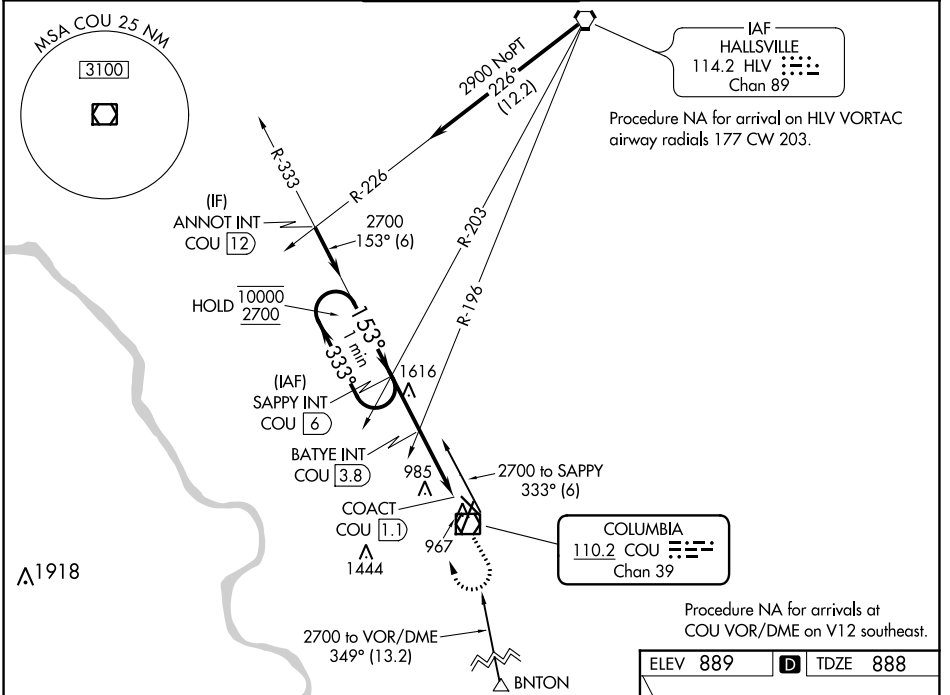 MSA COU 25 NM
3100
IAF
HALLSVILLE
114.2 HLV
Chan 89
Procedure NA for arrival on HLV VORTAC
airway radials 177 CW 203.
2900 NoPT
226°
(12.2)
R-333
R-226
(IF)
ANNOT INT
COU 12
2700
153° (6)
R-203
R-196
HOLD 10000
2700
153°
1 min
333°
(IAF)
SAPPY INT
COU 6
1616
BATYE INT
COU 3.8
985
2700 to SAPPY
333° (6)
COACT
COU 1.1
967
1444
COLUMBIA
110.2 COU
Chan 39
1918
Procedure NA for arrivals at
COU VOR/DME on V12 southeast.
2700 to VOR/DME
349° (13.2)
BNTON
ELEV 889 D TDZE 888